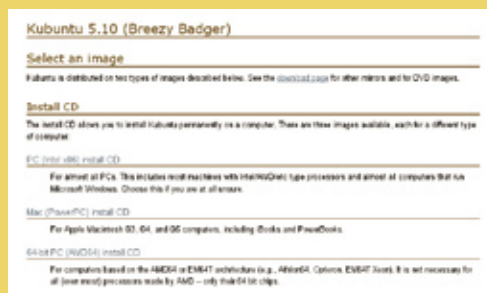 Kubuntu 5.10 (Breezy Badger)
Select an image
Kubuntu is distributed on two types of images described below. See the download page for other mirrors and for DVD images.
Install CD
The install CD allows you to install Kubuntu permanently on a computer. There are three images available, each for a different type
of computer:
PC (Intel x86) install CD
For almost all PCs. This includes most machines with Intel/AMD/etc type processors and almost all computers that run
Microsoft Windows. Choose this if you are at all unsure.
Mac (PowerPC) install CD
For Apple Macintosh G3, G4, and G5 computers, including iBooks and PowerBooks.
64-bit PC (AMD64) install CD
For computers based on the AMD64 or EM64T architecture (e.g., Athlon64, Opteron, EM64T Xeon). It is not necessary for
all (even most) processors made by AMD -- only their 64 bit chips.